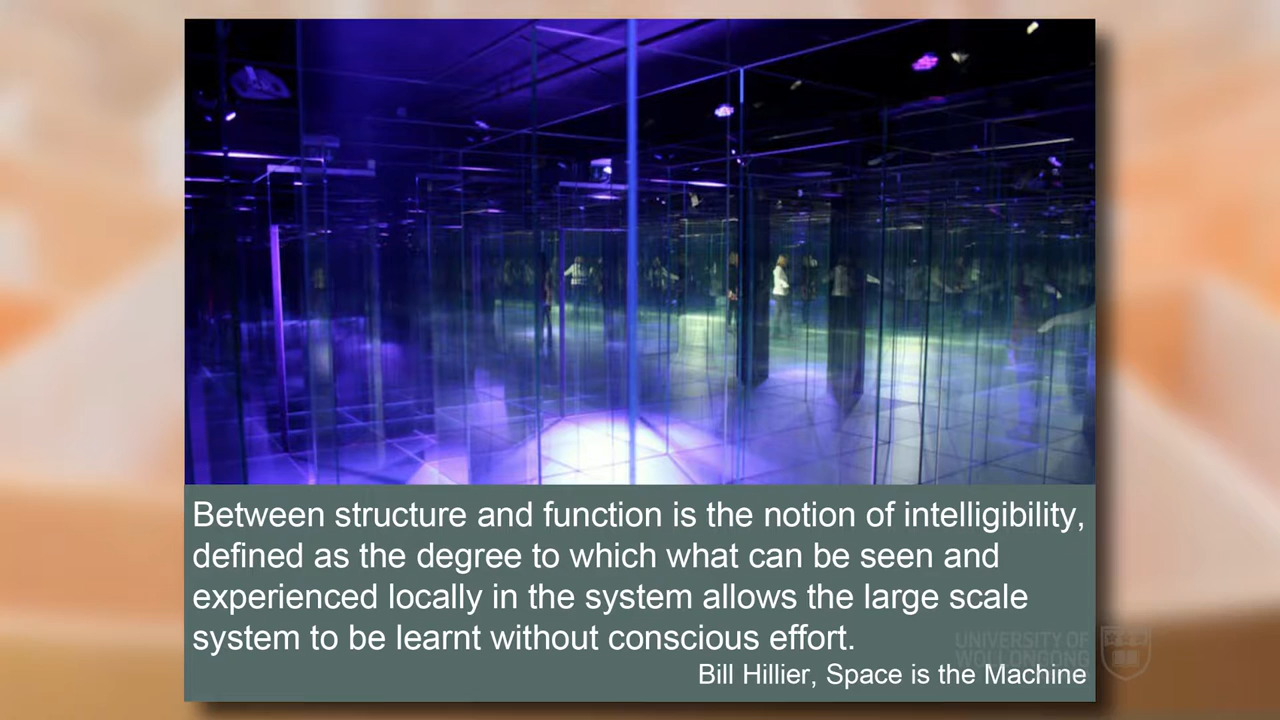 Between structure and function is the notion of intelligibility,
defined as the degree to which what can be seen and
experienced locally in the system allows the large scale
system to be learnt without conscious effort.
UNIVERSITY OF
WOLLONGONG
Bill Hillier, Space is the Machine